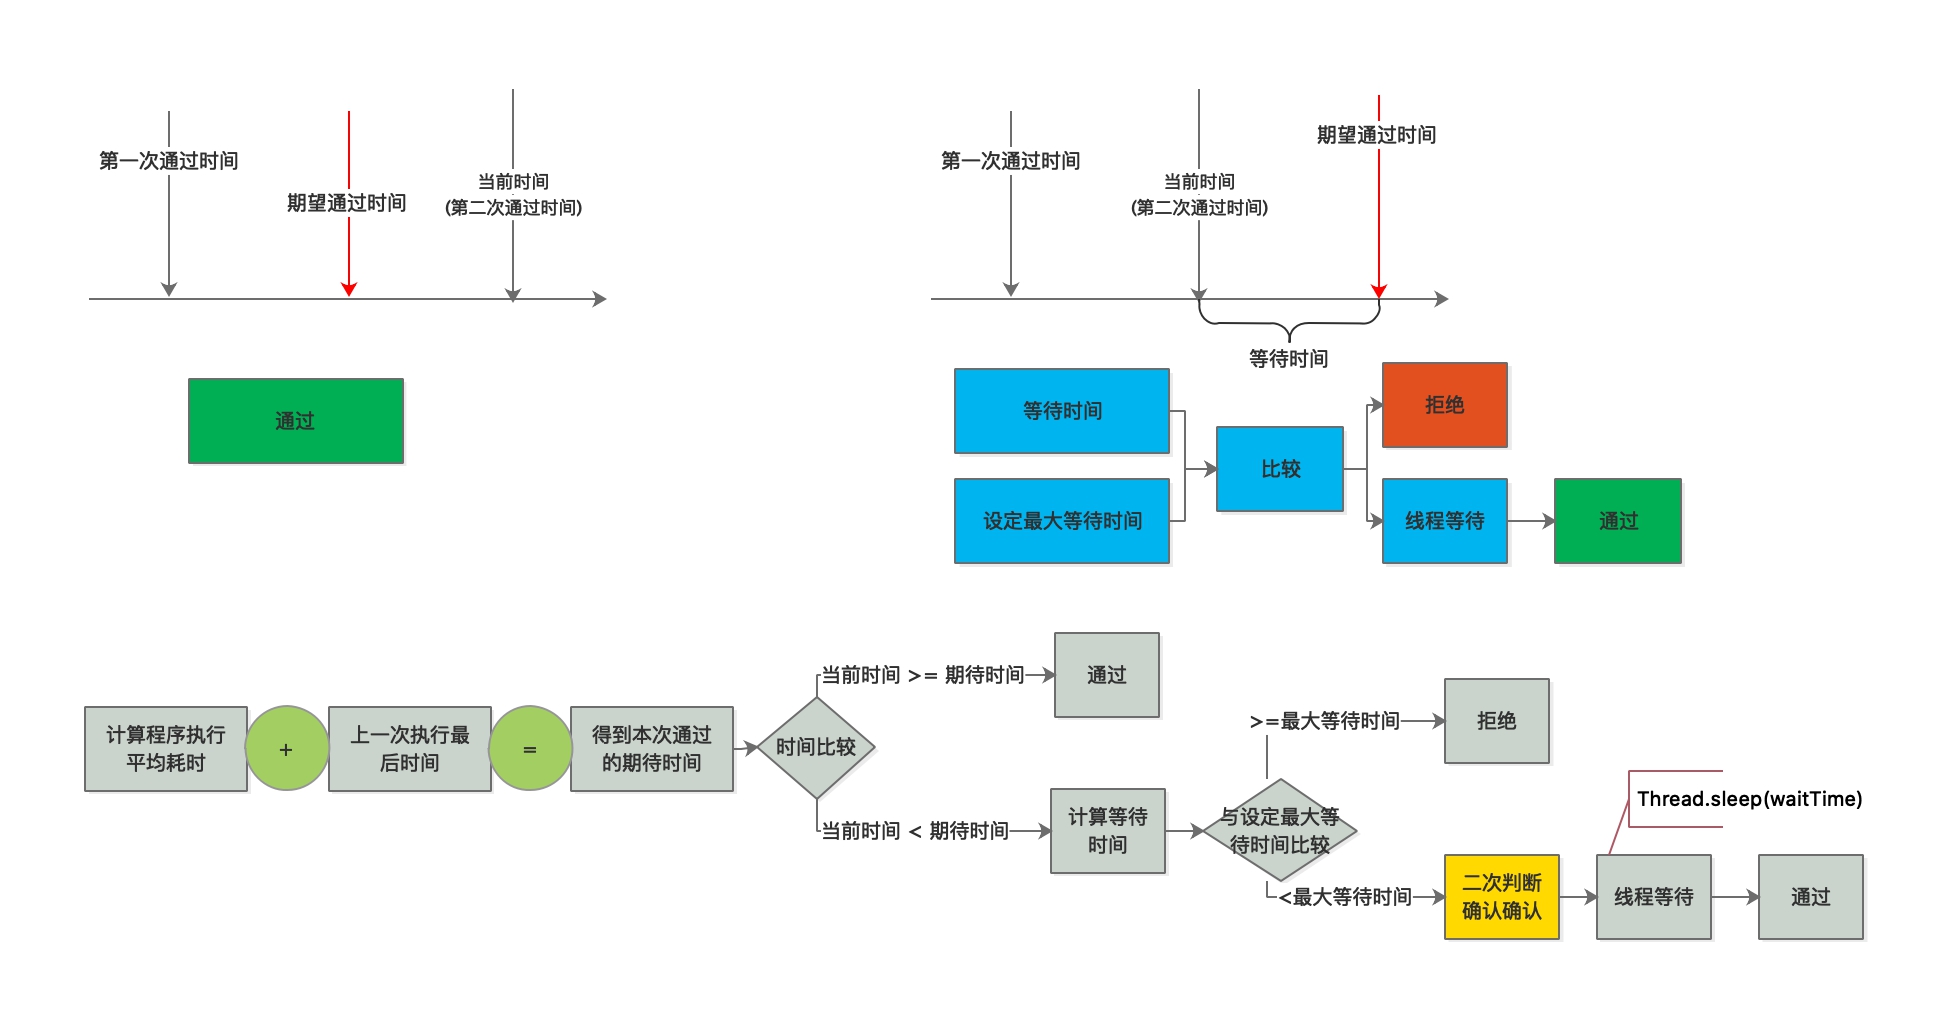 第一次通过时间
期望通过时间
当前时间
(第二次通过时间)
通过
第一次通过时间
当前时间
(第二次通过时间)
期望通过时间
等待时间
等待时间
设定最大等待时间
比较
拒绝
线程等待
通过
计算程序执行
平均耗时
+
上一次执行最
后时间
=
得到本次通过
的期待时间
时间比较
当前时间 >= 期待时间
通过
当前时间 < 期待时间
计算等待
时间
与设定最大等
待时间比较
>=最大等待时间
拒绝
<最大等待时间
二次判断
确认确认
线程等待
Thread.sleep(waitTime)
通过